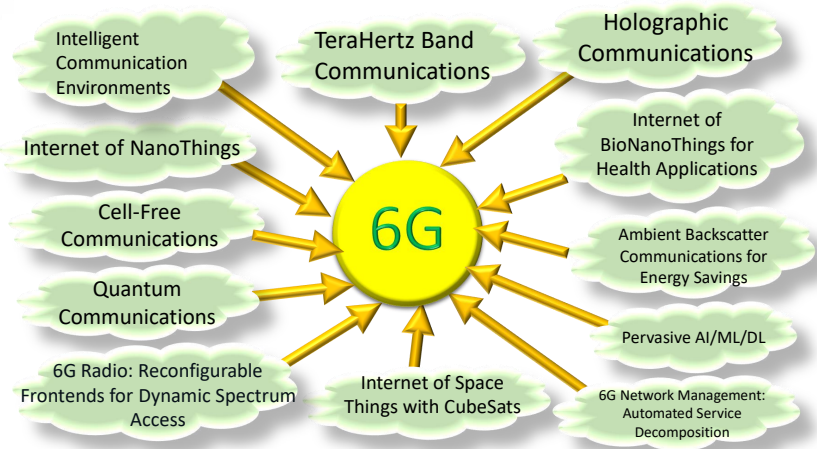 Intelligent
Communication
Environments
TeraHertz Band
Communications
Holographic
Communications
Internet of NanoThings
Internet of
BioNanoThings for
Health Applications
6G
Cell-Free
Communications
Ambient Backscatter
Communications for
Energy Savings
Quantum
Communications
Pervasive AI/ML/DL
6G Radio: Reconfigurable
Frontends for Dynamic Spectrum
Access
Internet of Space
Things with CubeSats
6G Network Management:
Automated Service
Decomposition